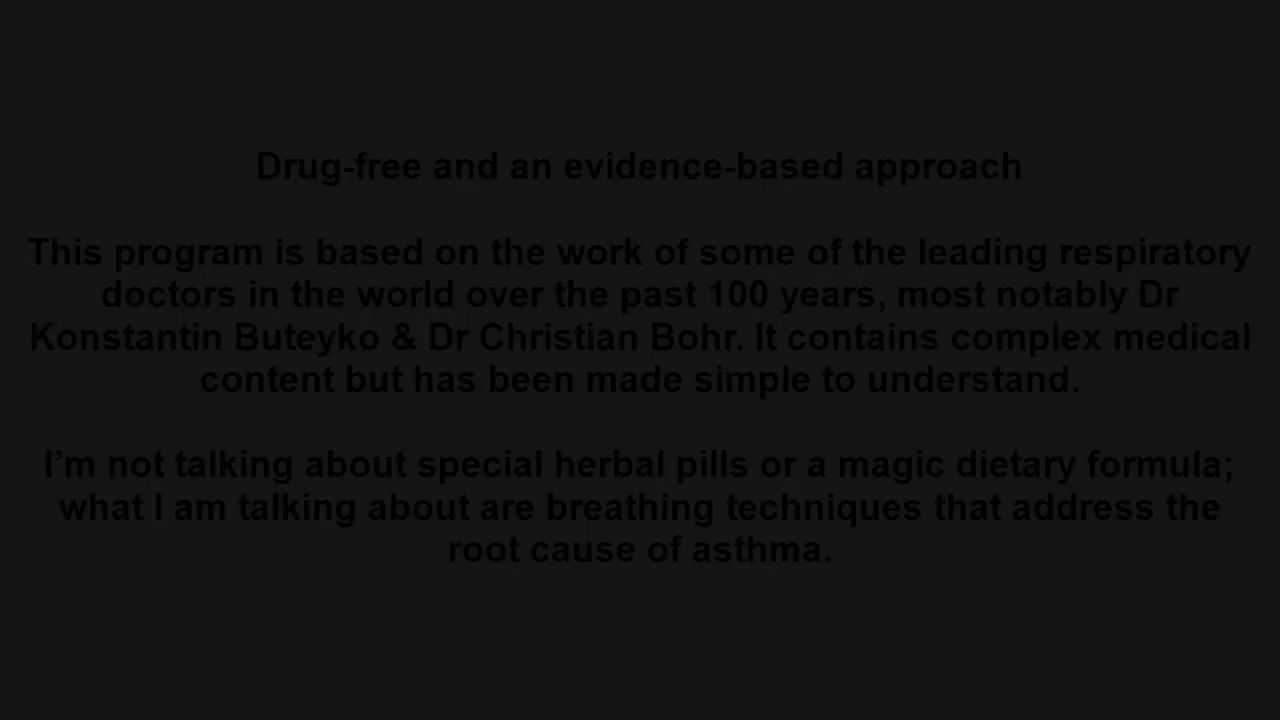 Drug-free and an evidence-based approach
This program is based on the work of some of the leading respiratory
doctors in the world over the past 100 years, most notably Dr
Konstantin Buteyko & Dr Christian Bohr. It contains complex medical
content but has been made simple to understand.
I’m not talking about special herbal pills or a magic dietary formula;
what I am talking about are breathing techniques that address the
root cause of asthma.